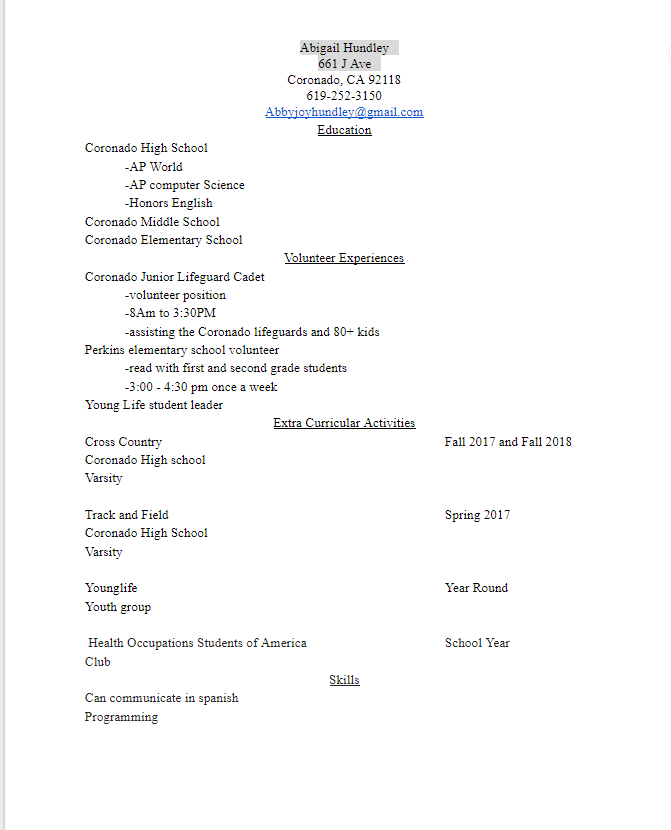 Abigail Hundley
661 J Ave
Coronado, CA 92118
619-252-3150
Abbyjoyhundley@gmail.com
Education
Coronado High School
-AP World
-AP computer Science
-Honors English
Coronado Middle School
Coronado Elementary School
Volunteer Experiences
Coronado Junior Lifeguard Cadet
-volunteer position
-8Am to 3:30PM
-assisting the Coronado lifeguards and 80+ kids
Perkins elementary school volunteer
-read with first and second grade students
-3:00 - 4:30 pm once a week
Young Life student leader
Extra Curricular Activities
Cross Country Fall 2017 and Fall 2018
Coronado High school
Varsity
Track and Field Spring 2017
Coronado High School
Varsity
Younglife Year Round
Youth group
Health Occupations Students of America School Year
Club
Skills
Can communicate in spanish
Programming